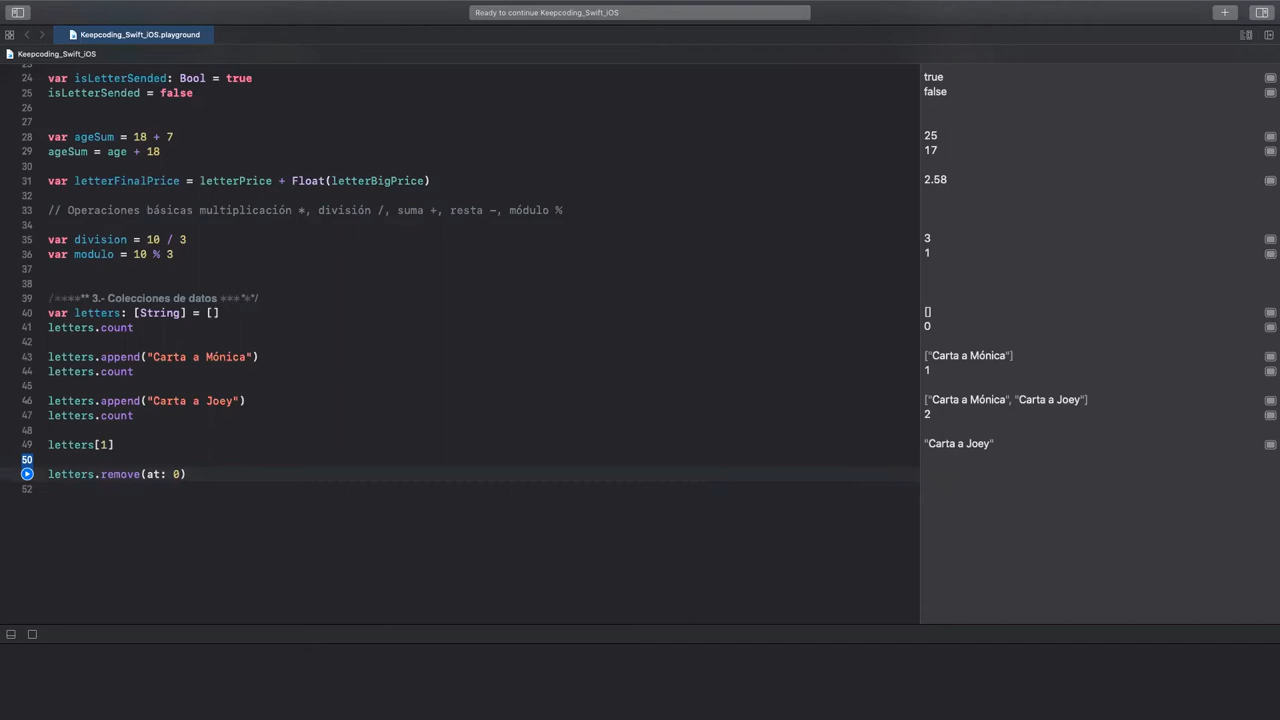 Ready to continue Keepcoding_Swift_iOS
Keepcoding_Swift_iOS.playground
Keepcoding_Swift_iOS
23
24 var isLetterSended: Bool = true true
25 isLetterSended = false false
26
27
28 var ageSum = 18 + 7 25
29 ageSum = age + 18 17
30
31 var letterFinalPrice = letterPrice + Float(letterBigPrice) 2.58
32
33 // Operaciones básicas multiplicación *, división /, suma +, resta -, módulo %
34
35 var division = 10 / 3 3
36 var modulo = 10 % 3 1
37
38
39 /****** 3.- Colecciones de datos ******/
40 var letters: [String] = [] []
41 letters.count 0
42
43 letters.append("Carta a Mónica") ["Carta a Mónica"]
44 letters.count 1
45
46 letters.append("Carta a Joey") ["Carta a Mónica", "Carta a Joey"]
47 letters.count 2
48
49 letters[1] "Carta a Joey"
50
letters.remove(at: 0)
52